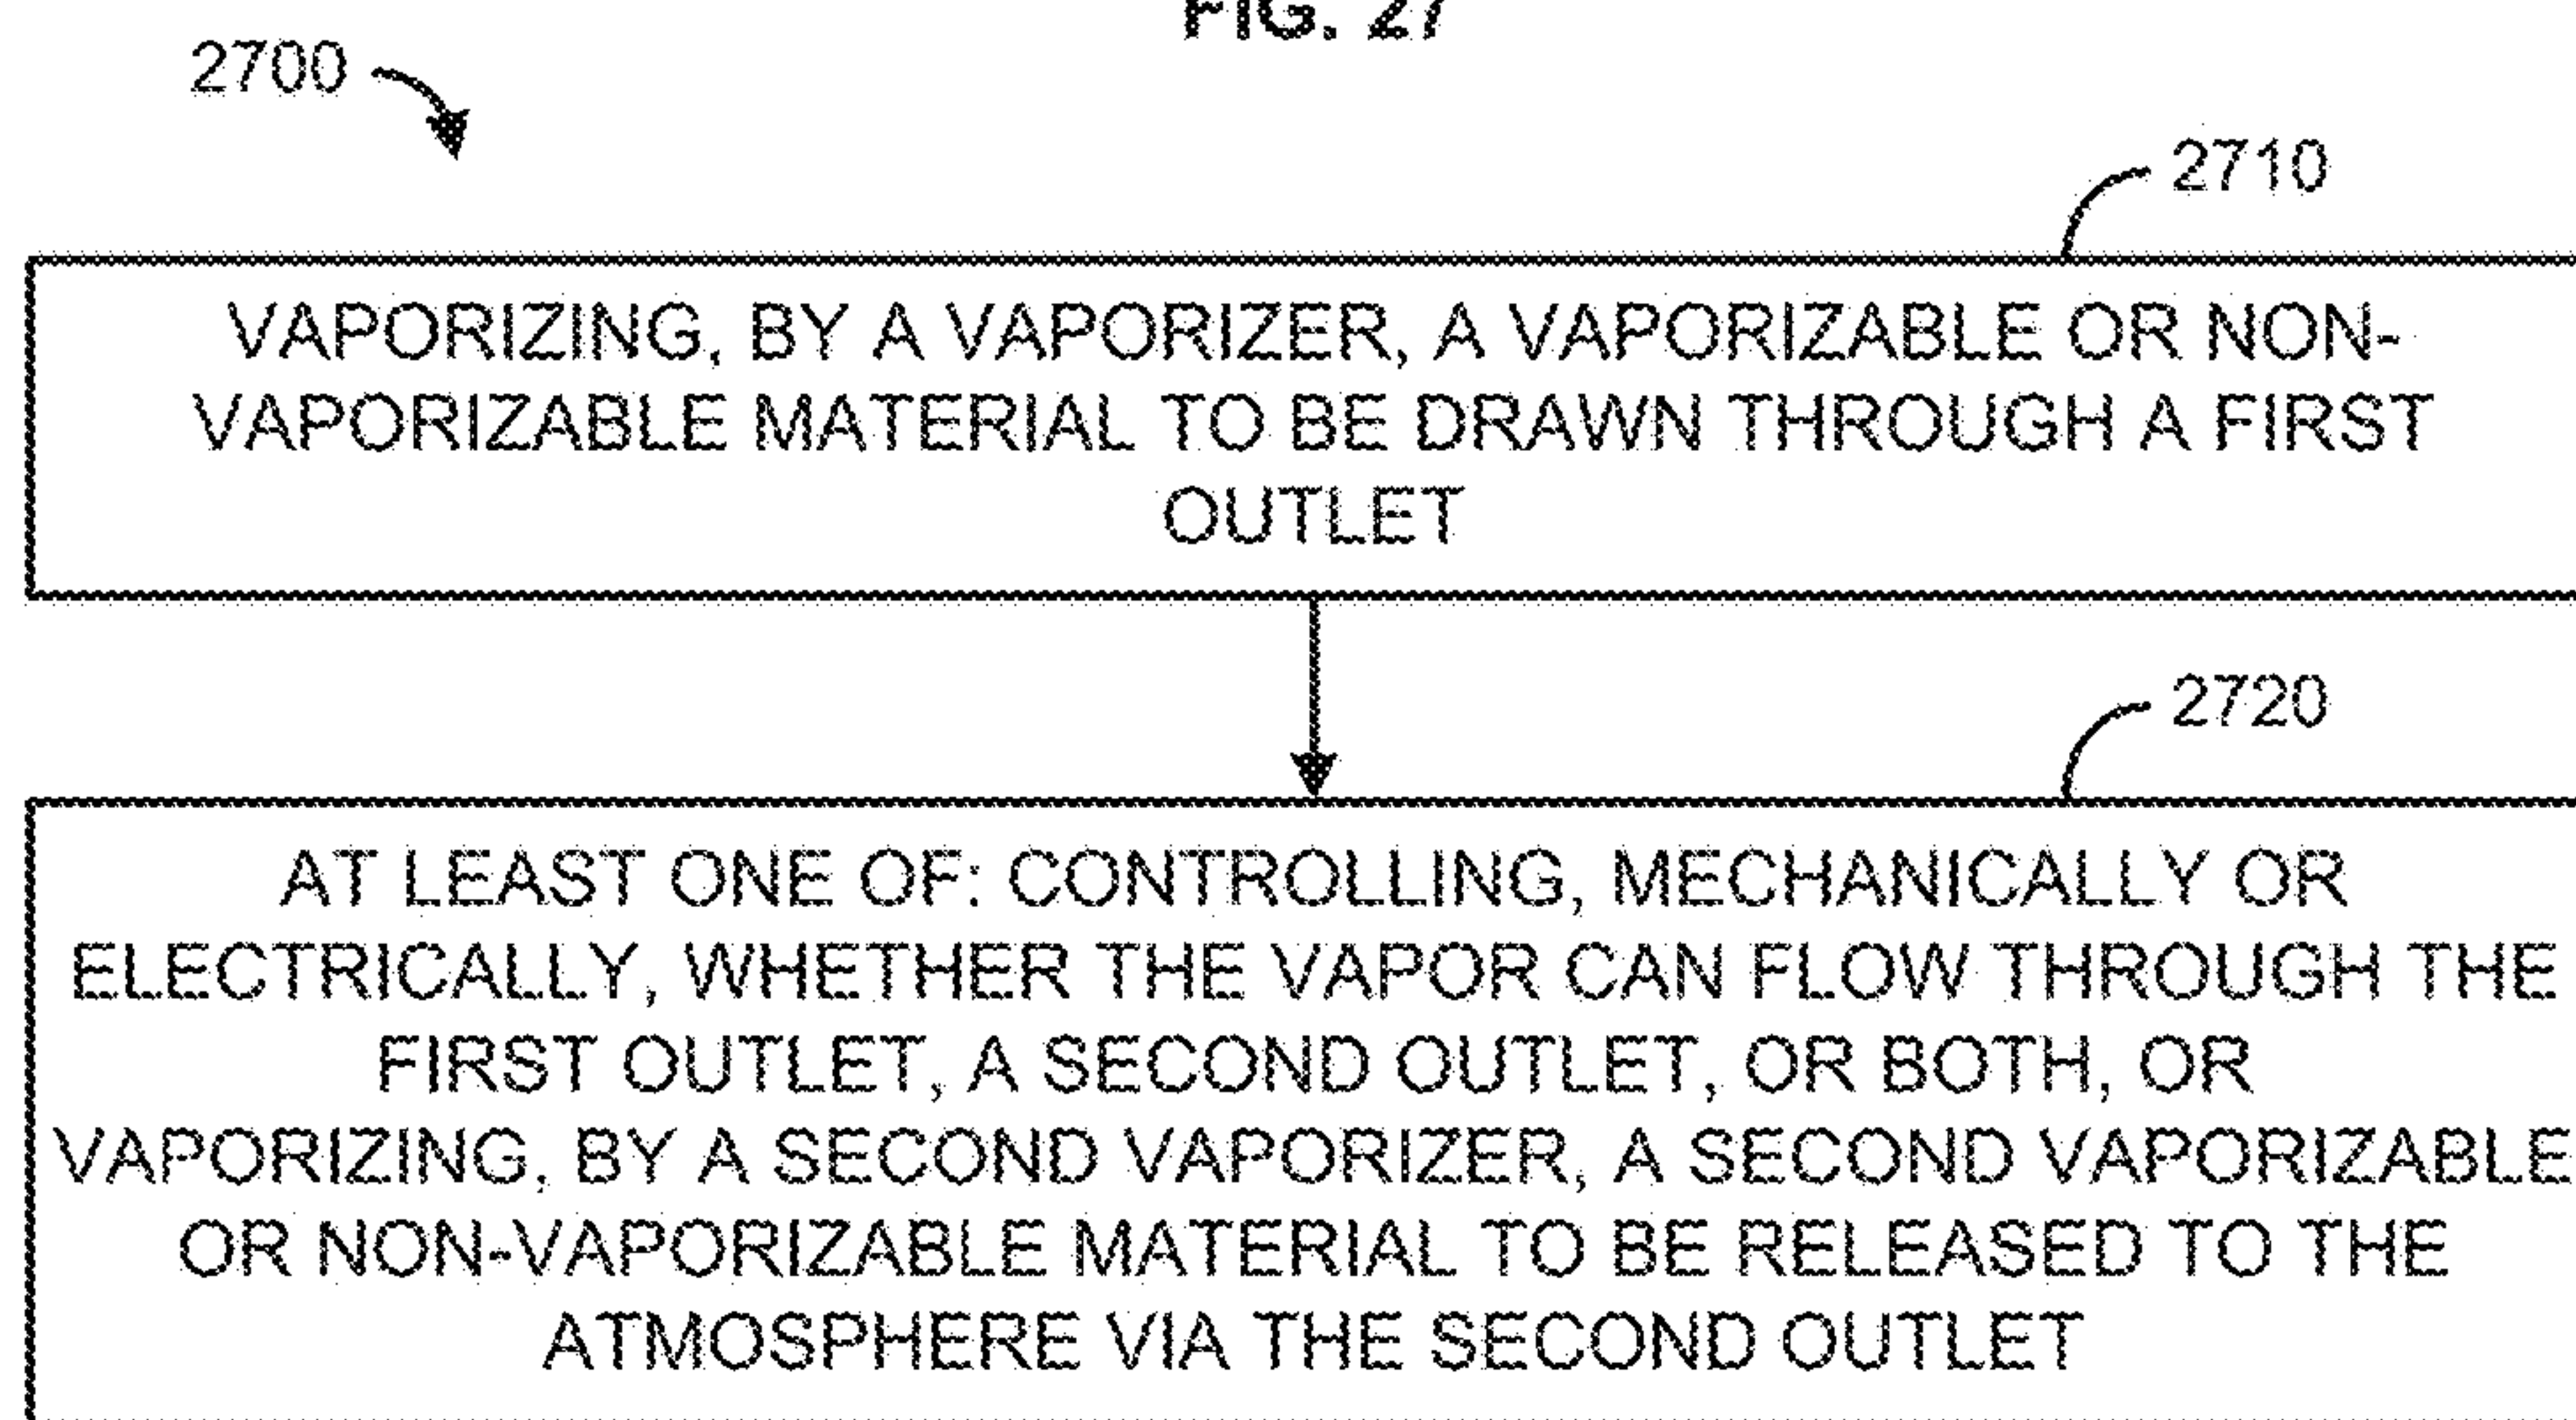 FIG. 27
2700
2710
VAPORIZING, BY A VAPORIZER, A VAPORIZABLE OR NON-
VAPORIZABLE MATERIAL TO BE DRAWN THROUGH A FIRST
OUTLET
2720
AT LEAST ONE OF: CONTROLLING, MECHANICALLY OR
ELECTRICALLY, WHETHER THE VAPOR CAN FLOW THROUGH THE
FIRST OUTLET, A SECOND OUTLET, OR BOTH, OR
VAPORIZING, BY A SECOND VAPORIZER, A SECOND VAPORIZABLE
OR NON-VAPORIZABLE MATERIAL TO BE RELEASED TO THE
ATMOSPHERE VIA THE SECOND OUTLET